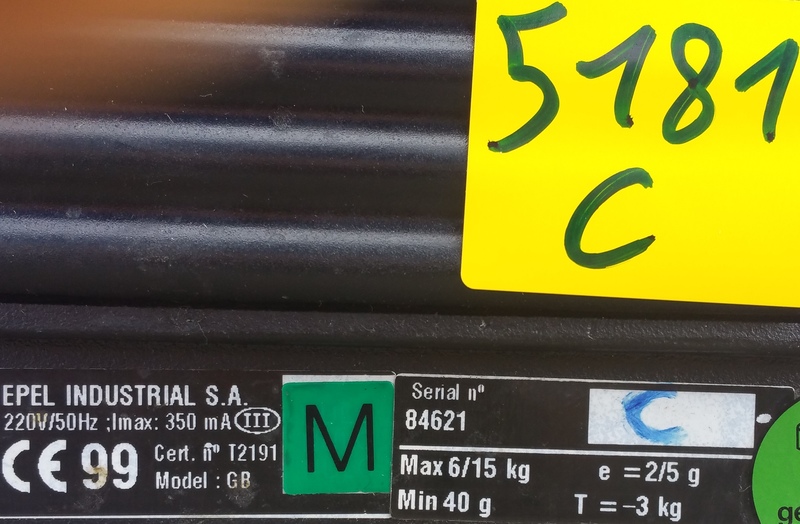 5181
C
EPEL INDUSTRIAL S.A.
220V/50Hz ;Imax: 350 mA III
CE 99
Cert. nº T2191
Model : GB
M
Serial nº
84621
C
Max 6/15 kg
e =2/5 g
Min 40 g
T =-3 kg